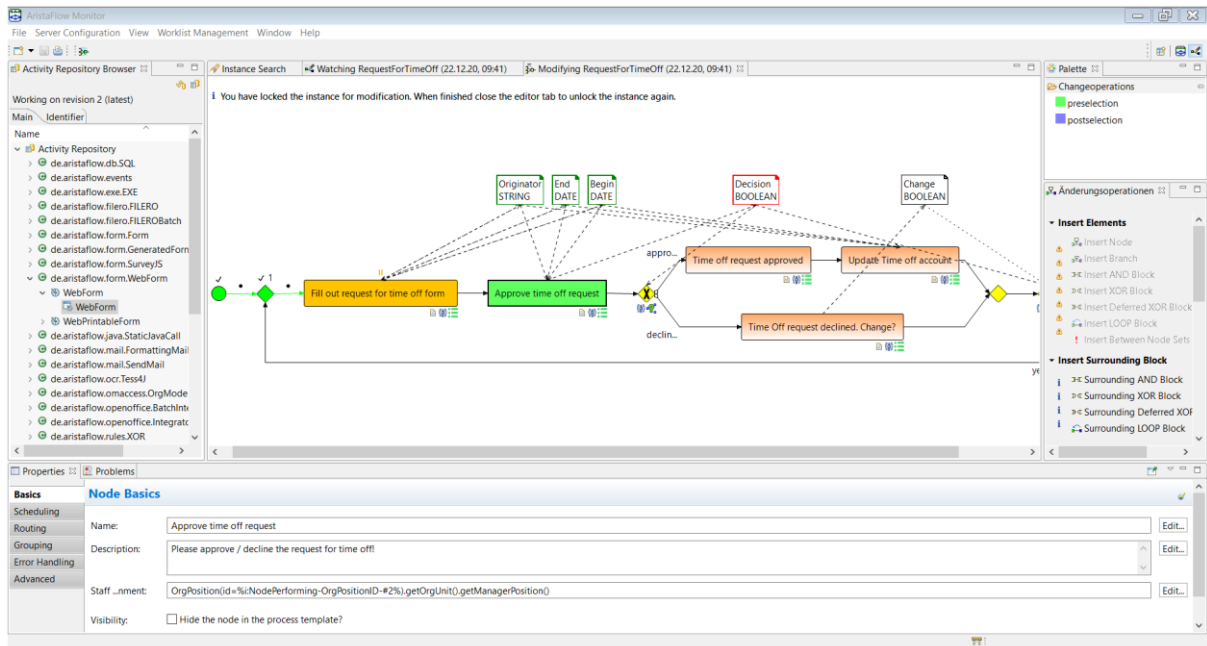 AristaFlow Monitor
File Server Configuration View Worklist Management Window Help
Activity Repository Browser
Working on revision 2 (latest)
Main Identifier
Name
Activity Repository
de.aristaflow.db.SQL
de.aristaflow.events
de.aristaflow.exe.EXE
de.aristaflow.filero.FILERO
de.aristaflow.filero.FILEROBatch
de.aristaflow.form.Form
de.aristaflow.form.GeneratedForn
de.aristaflow.form.SurveyJS
de.aristaflow.form.WebForm
WebForm
WebForm
WebPrintableForm
de.aristaflow.java.StaticJavaCall
de.aristaflow.mail.FormattingMail
de.aristaflow.mail.SendMail
de.aristaflow.ocr.Tess4J
de.aristaflow.omaccess.OrgMode
de.aristaflow.openoffice.BatchInte
de.aristaflow.openoffice.Integratc
de.aristaflow.rules.XOR
Instance Search Watching RequestForTimeOff (22.12.20, 09:41) Modifying RequestForTimeOff (22.12.20, 09:41)
You have locked the instance for modification. When finished close the editor tab to unlock the instance again.
Originator
STRING
End
DATE
Begin
DATE
Decision
BOOLEAN
Change
BOOLEAN
1
Fill out request for time off form
Approve time off request
appro...
Time off request approved
Update Time off account
declin...
Time Off request declined. Change?
ye
Palette
Changeoperations
preselection
postselection
Änderungsoperationen
Insert Elements
Insert Node
Insert Branch
Insert AND Block
Insert XOR Block
Insert Deferred XOR Block
Insert LOOP Block
Insert Between Node Sets
Insert Surrounding Block
Surrounding AND Block
Surrounding XOR Block
Surrounding Deferred XOF
Surrounding LOOP Block
Properties Problems
Basics
Scheduling
Routing
Grouping
Error Handling
Advanced
Node Basics
Name: Approve time off request Edit...
Description: Please approve / decline the request for time off! Edit...
Staff ...nment: OrgPosition(id=%i:NodePerforming-OrgPositionID-#2%).getOrgUnit().getManagerPosition() Edit...
Visibility: Hide the node in the process template?